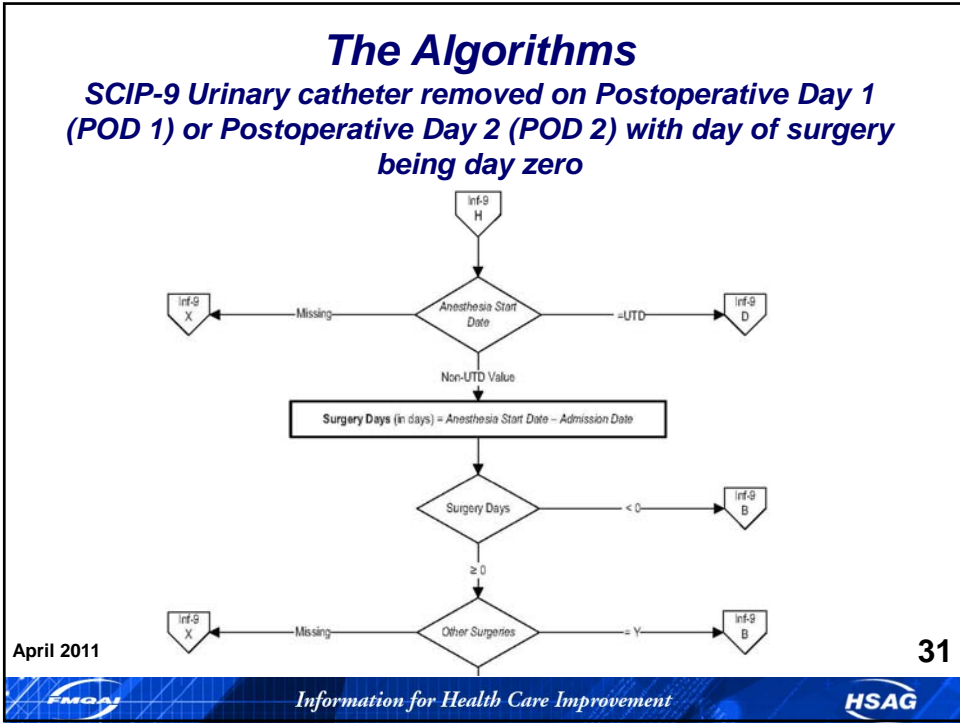 The Algorithms
SCIP-9 Urinary catheter removed on Postoperative Day 1
(POD 1) or Postoperative Day 2 (POD 2) with day of surgery
being day zero
Inf-9
H
Inf-9
X
Missing
Anesthesia Start
Date
=UTD
Inf-9
D
Non-UTD Value
Surgery Days (in days) = Anesthesia Start Date – Admission Date
Surgery Days
< 0
Inf-9
B
≥ 0
Inf-9
X
Missing
Other Surgeries
= Y
Inf-9
B
April 2011
31
FMQAI
Information for Health Care Improvement
HSAG